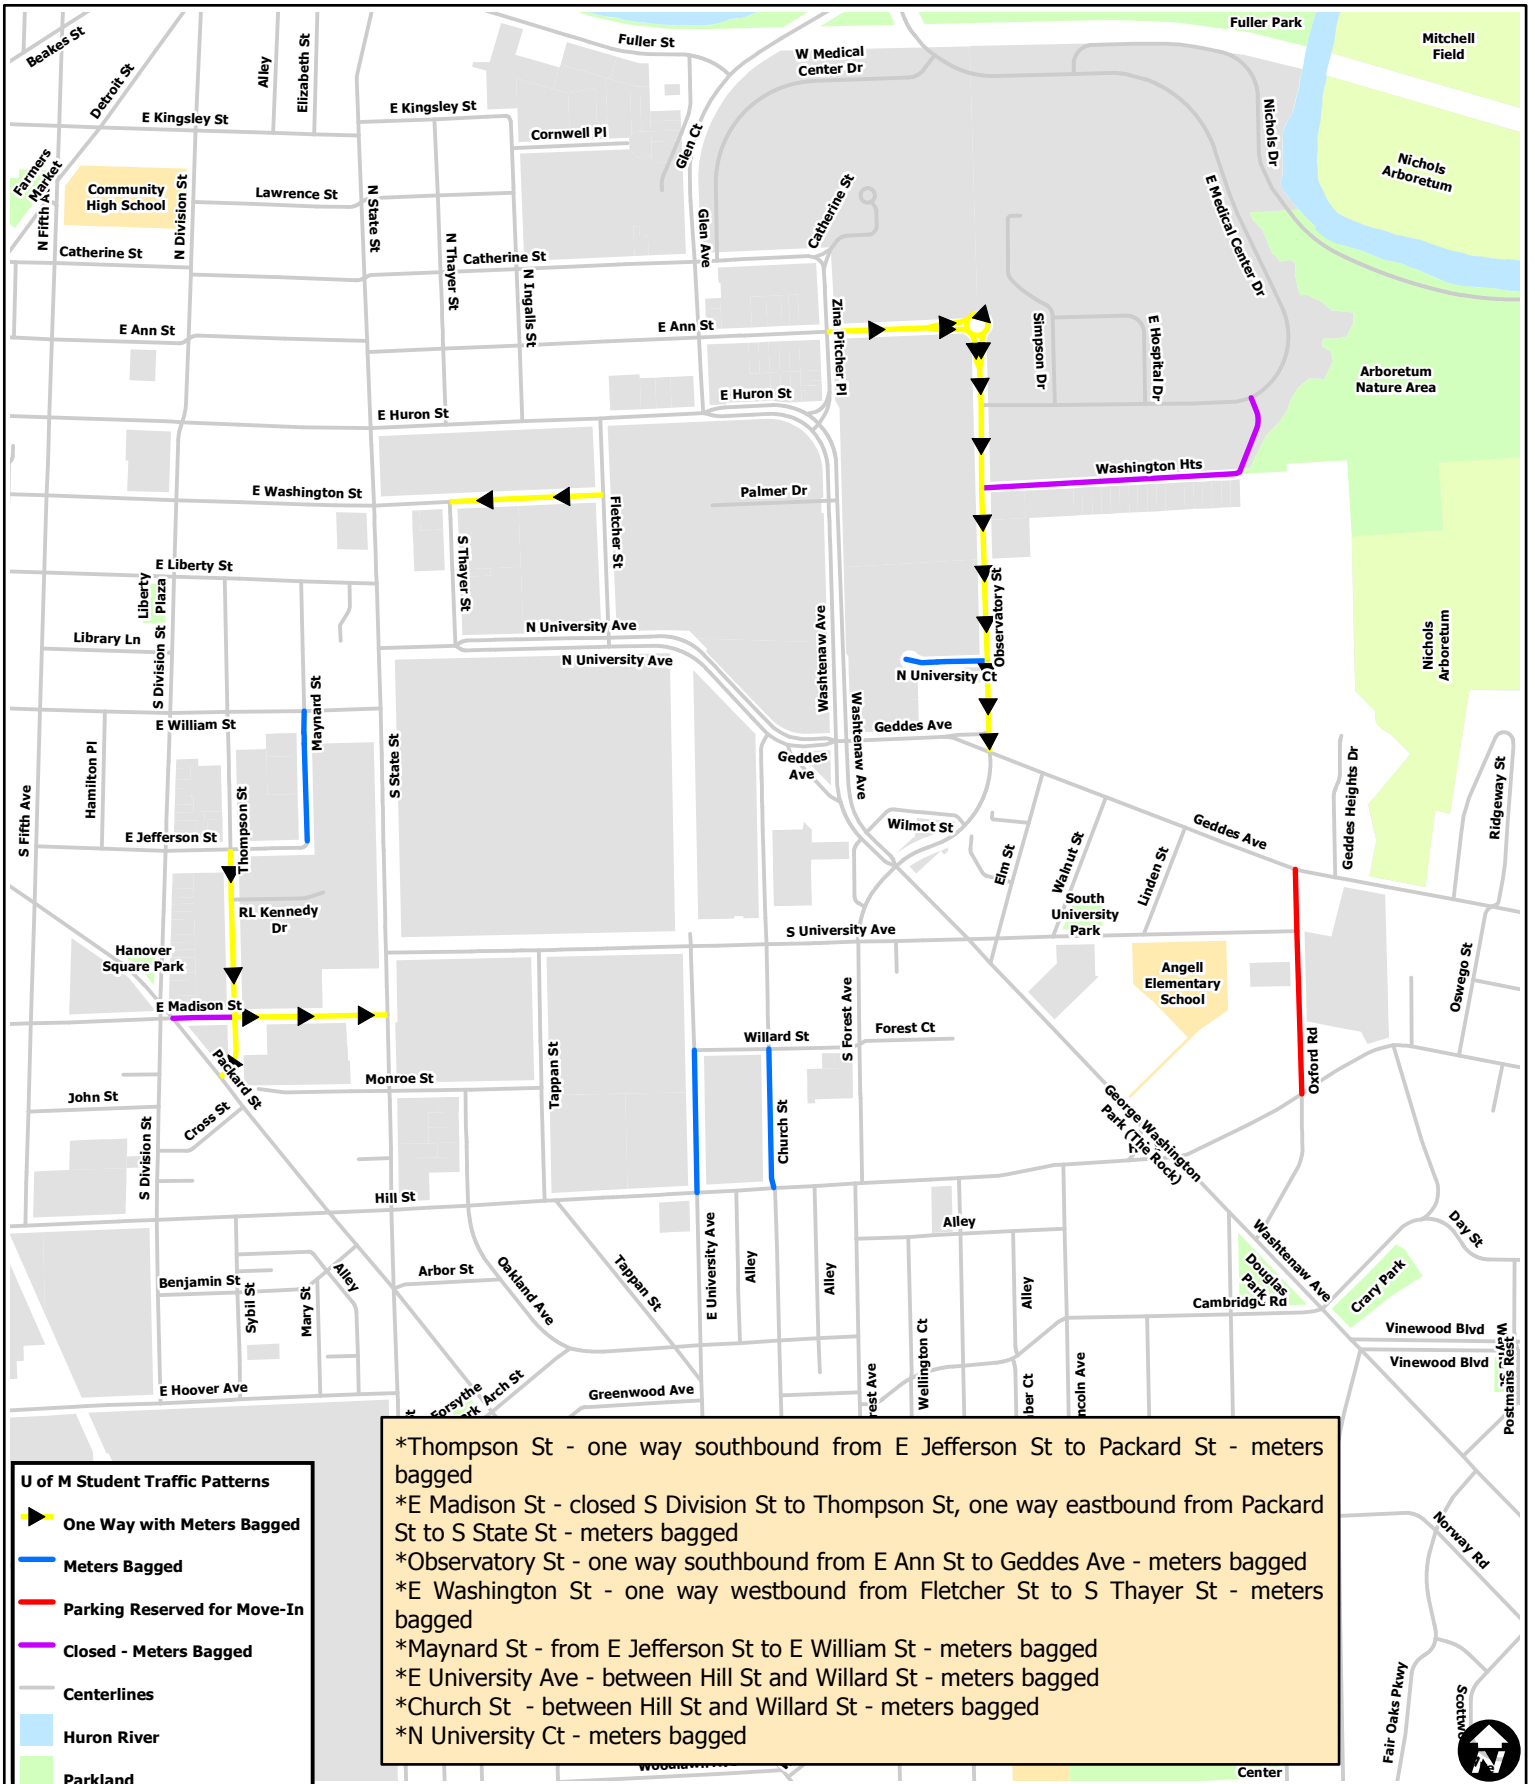 Fuller Park
Mitchell
Field
Beakes St
Fuller St
W Medical
Center Dr
Detroit St
Alley
Elizabeth St
E Kingsley St
E Kingsley St
Cornwell Pl
Glen Ct
Nichols Dr
Nichols
Arboretum
Farmers
Market
Community
High School
N Division St
Lawrence St
N State St
N Thayer St
Glen Ave
Catherine St
E Medical Center Dr
Catherine St
Catherine St
N Ingalls St
E Ann St
E Ann St
Zina Pitcher Pl
Simpson Dr
E Hospital Dr
Arboretum
Nature Area
E Huron St
E Huron St
Washington Hts
E Washington St
Palmer Dr
Fletcher St
S Thayer St
E Liberty St
Liberty
Plaza
Library Ln
S Division St
N University Ave
N University Ave
Washtenaw Ave
Observatory St
Nichols
Arboretum
N University Ct
Maynard St
E William St
Hamilton Pl
S State St
Washtenaw Ave
Geddes Ave
Geddes
Ave
S Fifth Ave
Thompson St
E Jefferson St
Wilmot St
Elm St
Walnut St
Linden St
Geddes Ave
Geddes Heights Dr
Ridgeway St
RL Kennedy
Dr
South
University
Park
S University Ave
Hanover
Square Park
Angell
Elementary
School
Oswego St
E Madison St
Packard St
Willard St
S Forest Ave
Forest Ct
Tappan St
Monroe St
Oxford Rd
John St
Cross St
Church St
George Washington
Park (The Rock)
S Division St
Hill St
Alley
Day St
Benjamin St
Sybil St
Mary St
Alley
Arbor St
Oakland Ave
Tappan St
E University Ave
Alley
Alley
Alley
Washtenaw Ave
Douglas
Park
Crary Park
Cambridge Rd
Vinewood Blvd
Vinewood Blvd
Postmans Rest
E Hoover Ave
Forsythe
Arch St
Greenwood Ave
Wellington Ct
*Thompson St - one way southbound from E Jefferson St to Packard St - meters
bagged
*E Madison St - closed S Division St to Thompson St, one way eastbound from Packard
St to S State St - meters bagged
*Observatory St - one way southbound from E Ann St to Geddes Ave - meters bagged
*E Washington St - one way westbound from Fletcher St to S Thayer St - meters
bagged
*Maynard St - from E Jefferson St to E William St - meters bagged
*E University Ave - between Hill St and Willard St - meters bagged
*Church St - between Hill St and Willard St - meters bagged
*N University Ct - meters bagged
U of M Student Traffic Patterns
One Way with Meters Bagged
Meters Bagged
Parking Reserved for Move-In
Closed - Meters Bagged
Centerlines
Huron River
Parkland
Norway Rd
Fair Oaks Pkwy
Center
N